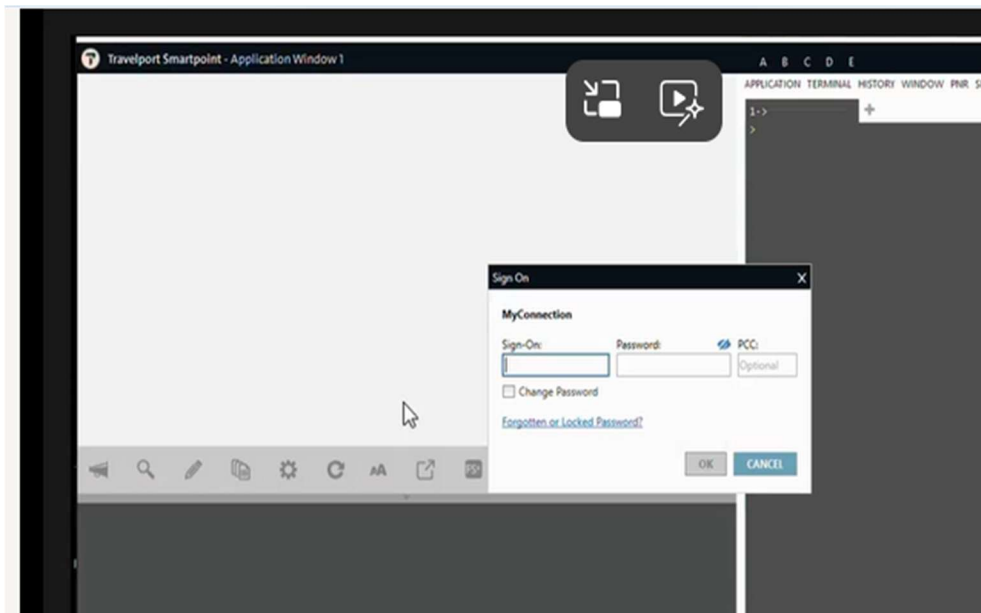 Travelport Smartpoint - Application Window 1
A B C D E
APPLICATION TERMINAL HISTORY WINDOW PNR S
1->
>
Sign On X
MyConnection
Sign-On: Password: PCC:
Optional
Change Password
Forgotten or Locked Password?
OK CANCEL
AA